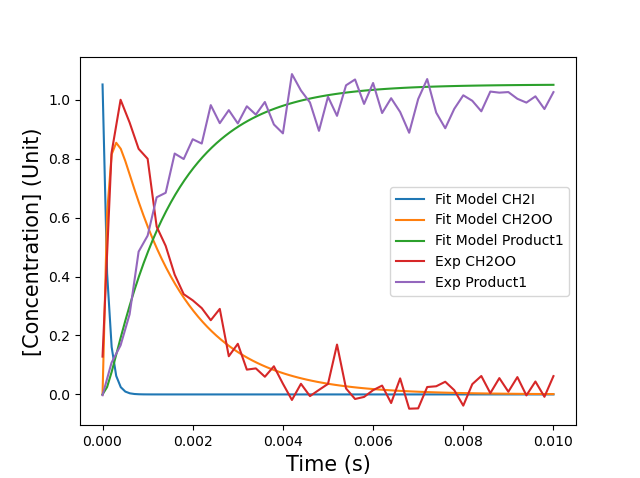 [Concentration] (Unit)
1.0
0.8
0.6
0.4
0.2
0.0
Fit Model CH2I
Fit Model CH2OO
Fit Model Product1
Exp CH2OO
Exp Product1
0.000 0.002 0.004 0.006 0.008 0.010
Time (s)